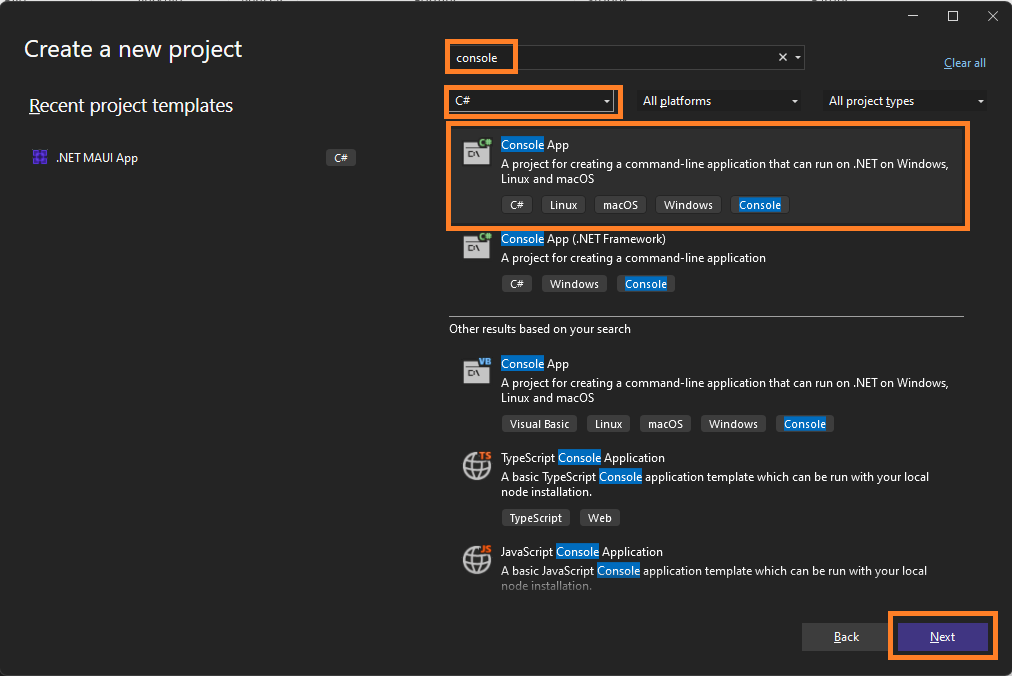 Create a new project
console
Clear all
Recent project templates
C#
All platforms
All project types
.NET MAUI App
C#
C#
D:\
Console App
A project for creating a command-line application that can run on .NET on Windows,
Linux and macOS
C#
Linux
macOS
Windows
Console
C#
D:\
Console App (.NET Framework)
A project for creating a command-line application
C#
Windows
Console
Other results based on your search
VB
D:\
Console App
A project for creating a command-line application that can run on .NET on Windows,
Linux and macOS
Visual Basic
Linux
macOS
Windows
Console
TS
TypeScript Console Application
A basic TypeScript Console application template which can be run with your local
node installation.
TypeScript
Web
JS
JavaScript Console Application
A basic JavaScript Console application template which can be run with your local
node installation.
Back
Next